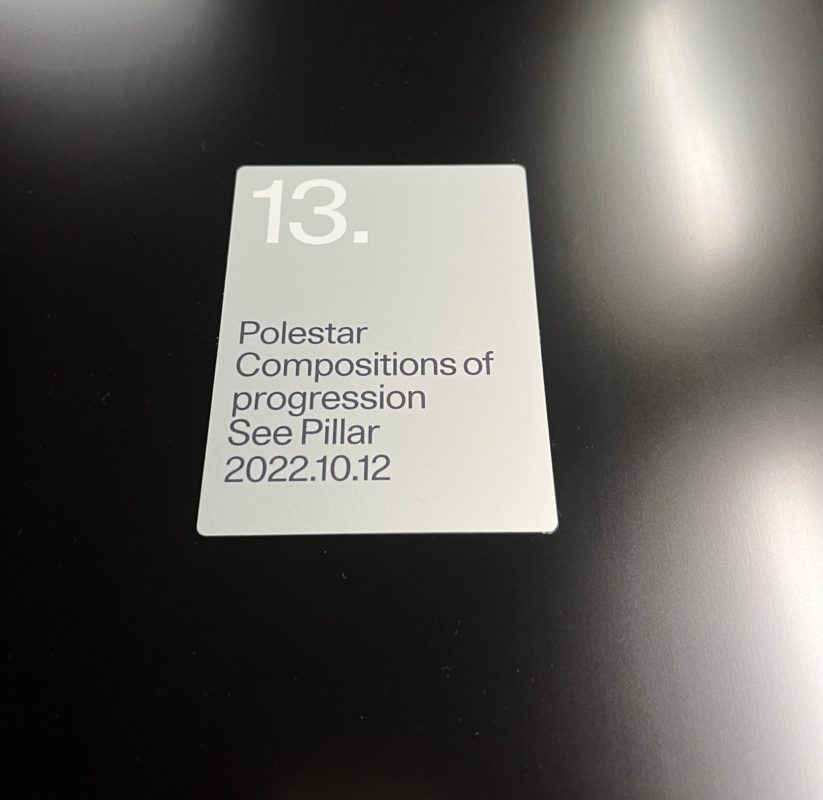 13.
Polestar
Compositions of
progression
See Pillar
2022.10.12